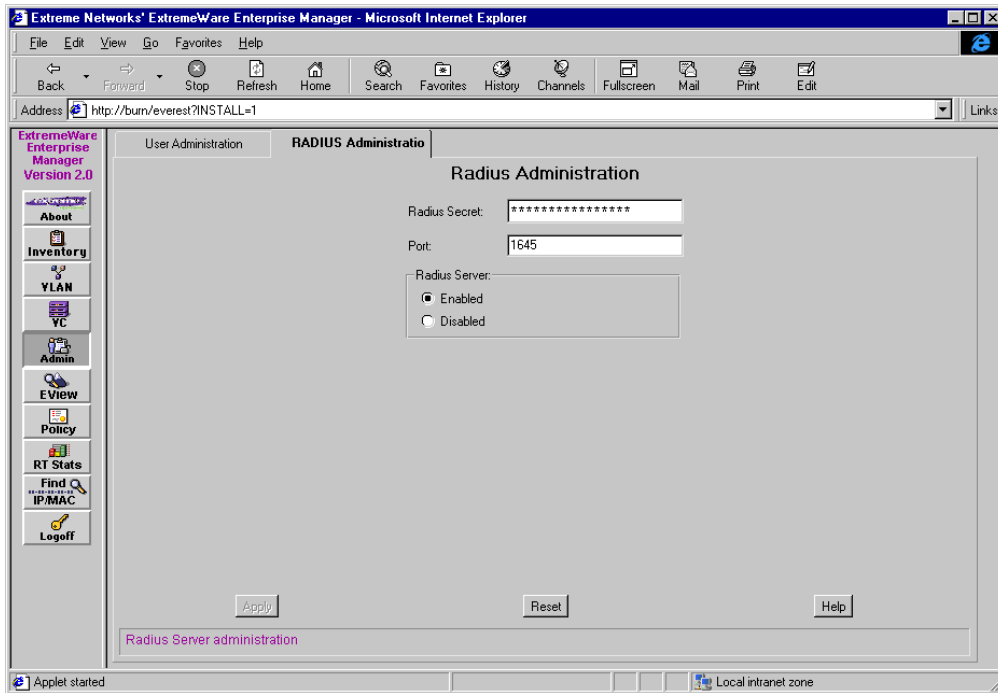 Extreme Networks' ExtremeWare Enterprise Manager - Microsoft Internet Explorer
File Edit View Go Favorites Help
Back Forward Stop Refresh Home Search Favorites History Channels Fullscreen Mail Print Edit
Address http://burn/everest?INSTALL=1 Links
ExtremeWare
Enterprise
Manager
Version 2.0
About
Inventory
VLAN
VC
Admin
EView
Policy
RT Stats
Find
IP/MAC
Logoff
User Administration RADIUS Administratio
Radius Administration
Radius Secret: ****************
Port: 1645
Radius Server:
Enabled
Disabled
Apply Reset Help
Radius Server administration
Applet started Local intranet zone